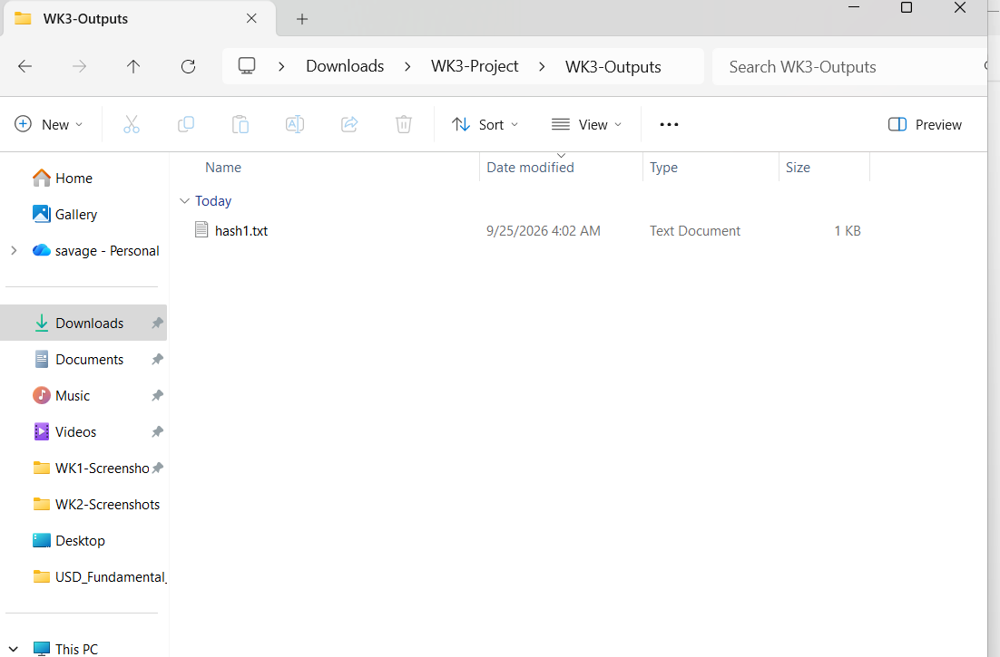 WK3-Outputs
Downloads > WK3-Project > WK3-Outputs
Search WK3-Outputs
New
Sort
View
Preview
Name Date modified Type Size
Today
hash1.txt 9/25/2026 4:02 AM Text Document 1 KB
Home
Gallery
savage - Personal
Downloads
Documents
Music
Videos
WK1-Screensho
WK2-Screenshots
Desktop
USD_Fundamental_
This PC